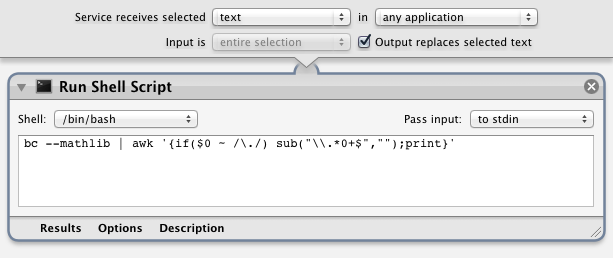 Service receives selected text in any application
Input is entire selection Output replaces selected text
Run Shell Script
Shell: /bin/bash Pass input: to stdin
bc --mathlib | awk '{if($0 ~ /\./) sub("\\.*0+$","");print}'
Results Options Description